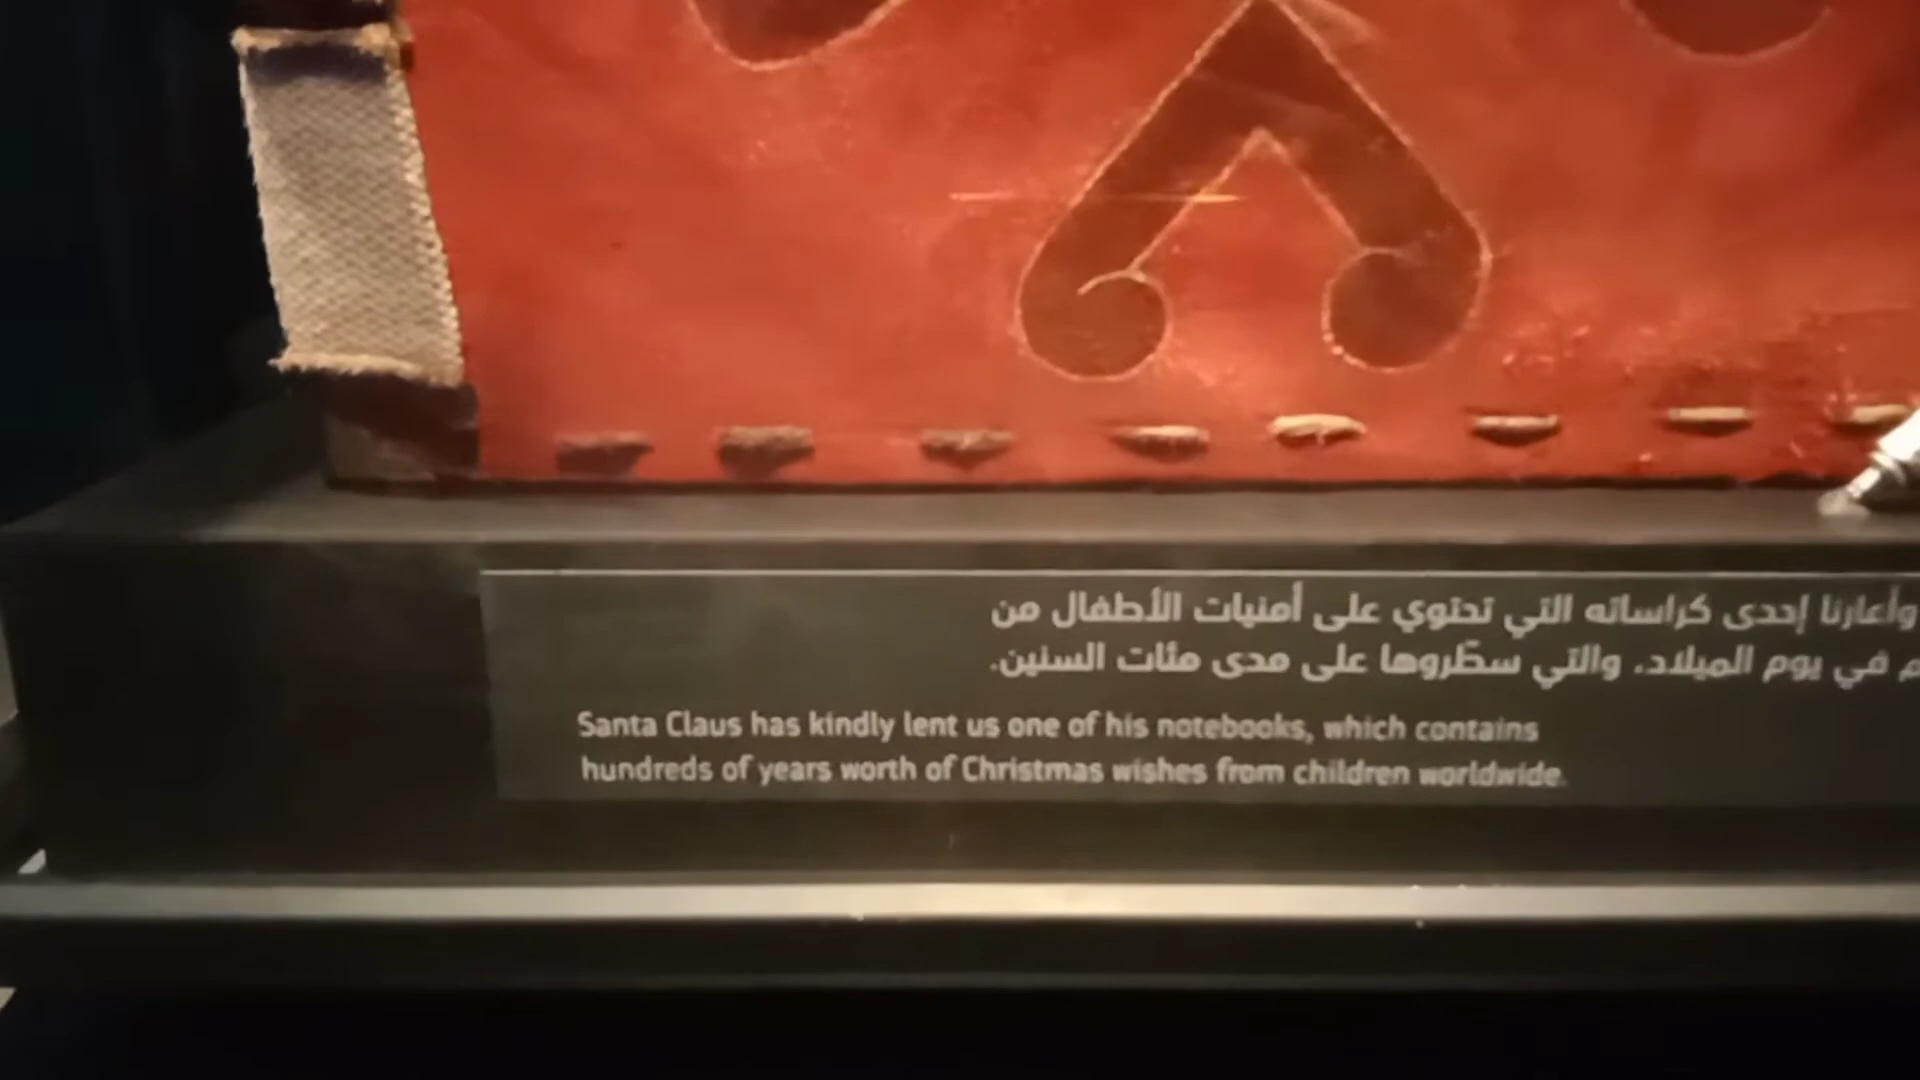 وأعارنا إحدى كراساته التي تحتوي على أمنيات الأطفال من
في يوم الميلاد، والتي سطّروها على مدى مئات السنين.
Santa Claus has kindly lent us one of his notebooks, which contains
hundreds of years worth of Christmas wishes from children worldwide.